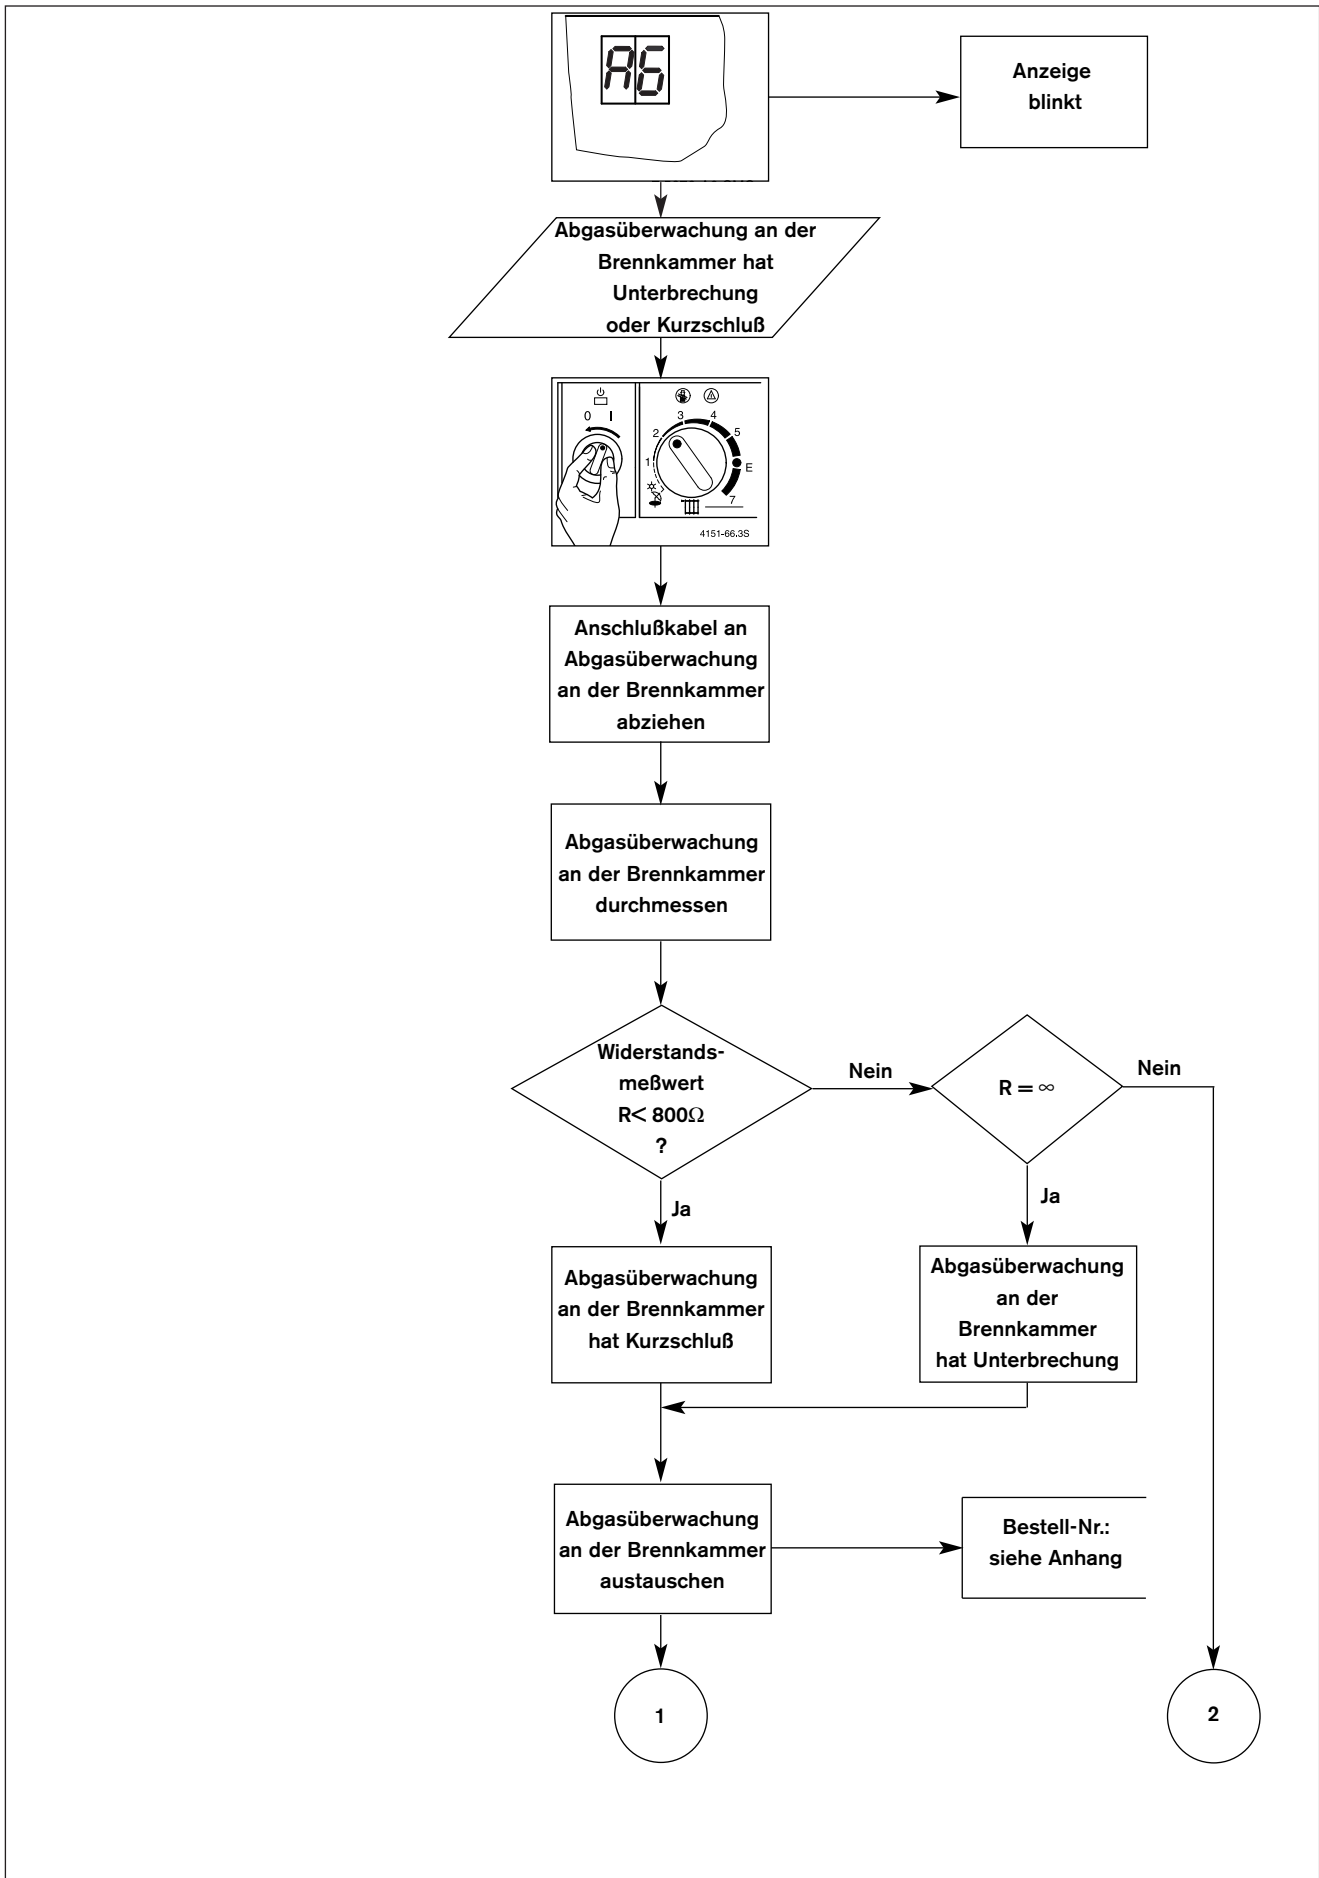 A6
Anzeige
blinkt
Abgasüberwachung an der
Brennkammer hat
Unterbrechung
oder Kurzschluß
0 I
1
2
3
4
5
E
7
4151-66.3S
Anschlußkabel an
Abgasüberwachung
an der Brennkammer
abziehen
Abgasüberwachung
an der Brennkammer
durchmessen
Widerstands-
meßwert
R< 800Ω
?
Nein
R = ∞
Nein
Ja
Ja
Abgasüberwachung
an der Brennkammer
hat Kurzschluß
Abgasüberwachung
an der
Brennkammer
hat Unterbrechung
Abgasüberwachung
an der Brennkammer
austauschen
Bestell-Nr.:
siehe Anhang
1
2